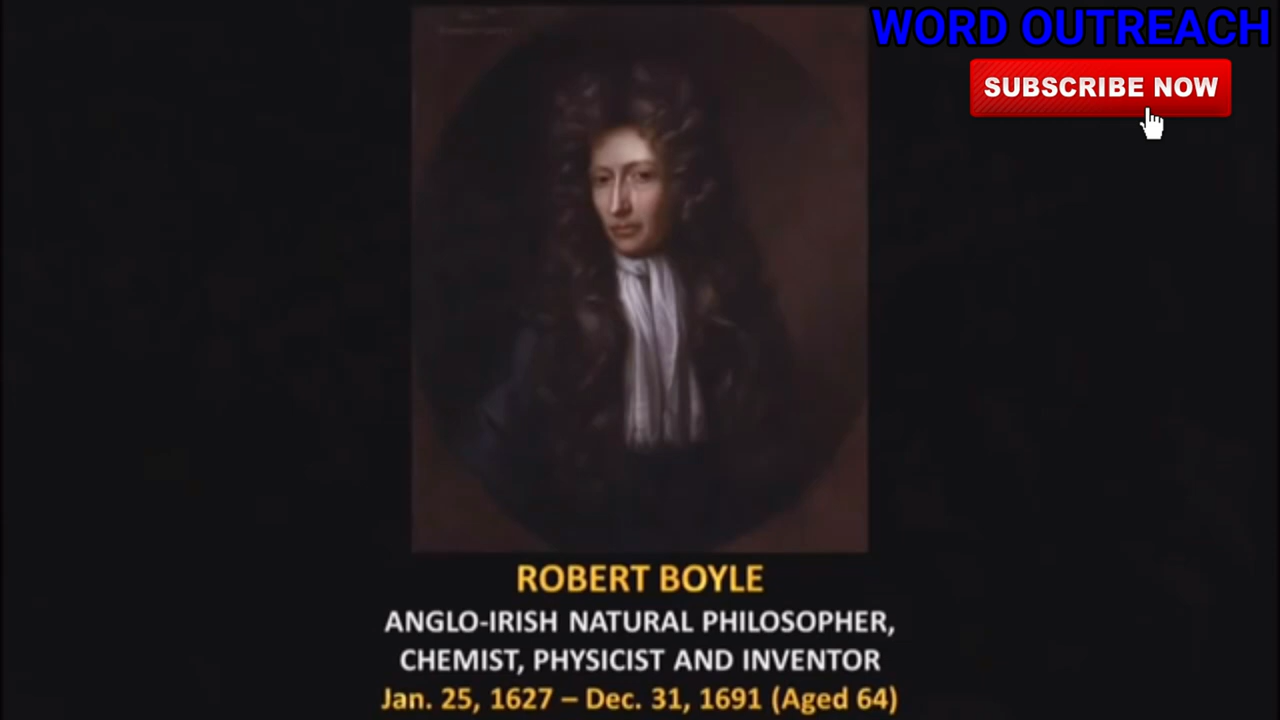 WORD OUTREACH
SUBSCRIBE NOW
ROBERT BOYLE
ANGLO-IRISH NATURAL PHILOSOPHER,
CHEMIST, PHYSICIST AND INVENTOR
Jan. 25, 1627 – Dec. 31, 1691 (Aged 64)